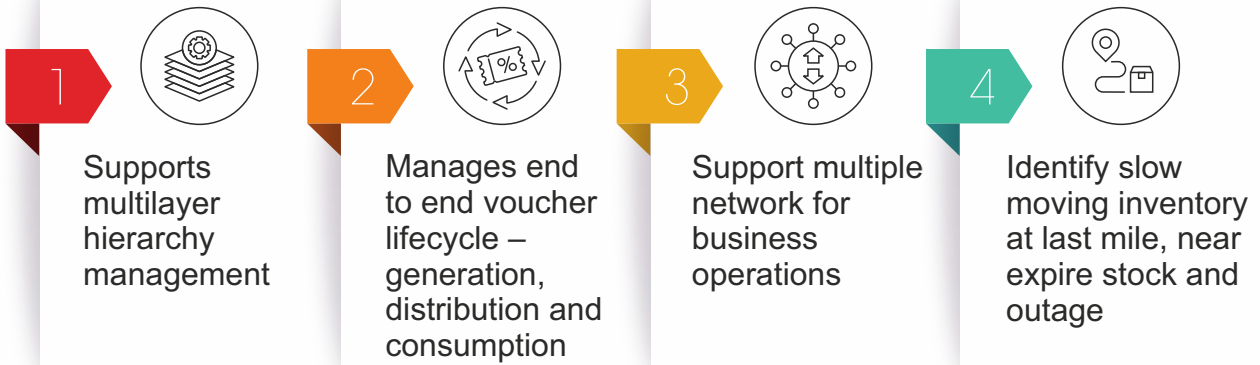 1
Supports
multilayer
hierarchy
management
2
%
Manages end
to end voucher
lifecycle –
generation,
distribution and
consumption
3
Support multiple
network for
business
operations
4
Identify slow
moving inventory
at last mile, near
expire stock and
outage